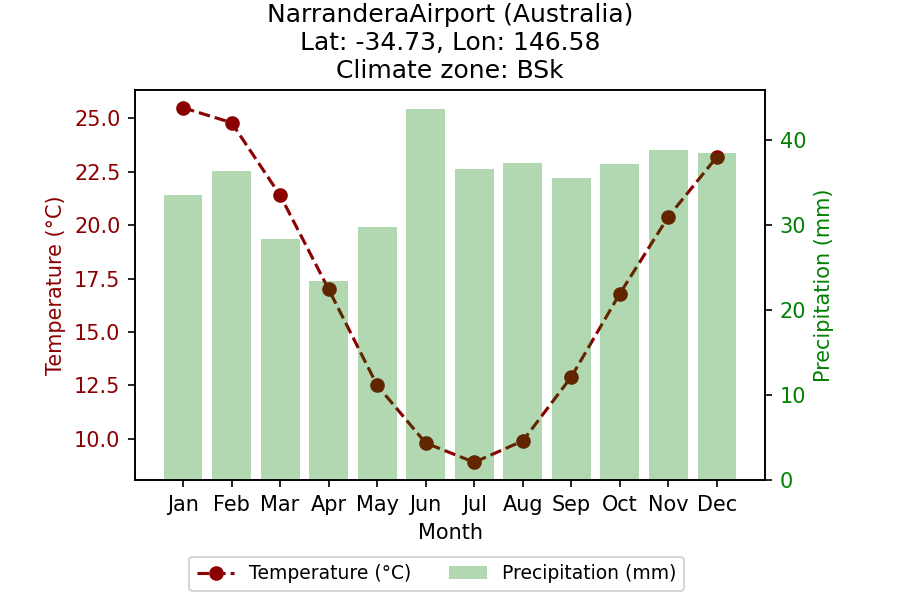 NarranderaAirport (Australia)
Lat: -34.73, Lon: 146.58
Climate zone: BSk
Temperature (°C)
25.0
22.5
20.0
17.5
15.0
12.5
10.0
Precipitation (mm)
40
30
20
10
0
Jan Feb Mar Apr May Jun Jul Aug Sep Oct Nov Dec
Month
Temperature (°C) Precipitation (mm)